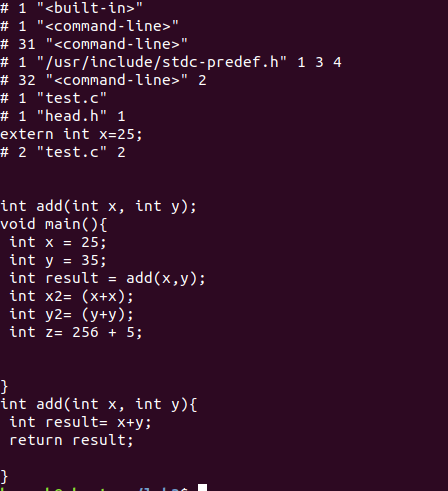 # 1 "<built-in>"
# 1 "<command-line>"
# 31 "<command-line>"
# 1 "/usr/include/stdc-predef.h" 1 3 4
# 32 "<command-line>" 2
# 1 "test.c"
# 1 "head.h" 1
extern int x=25;
# 2 "test.c" 2
int add(int x, int y);
void main(){
 int x = 25;
 int y = 35;
 int result = add(x,y);
 int x2= (x+x);
 int y2= (y+y);
 int z= 256 + 5;
}
int add(int x, int y){
 int result= x+y;
 return result;
}